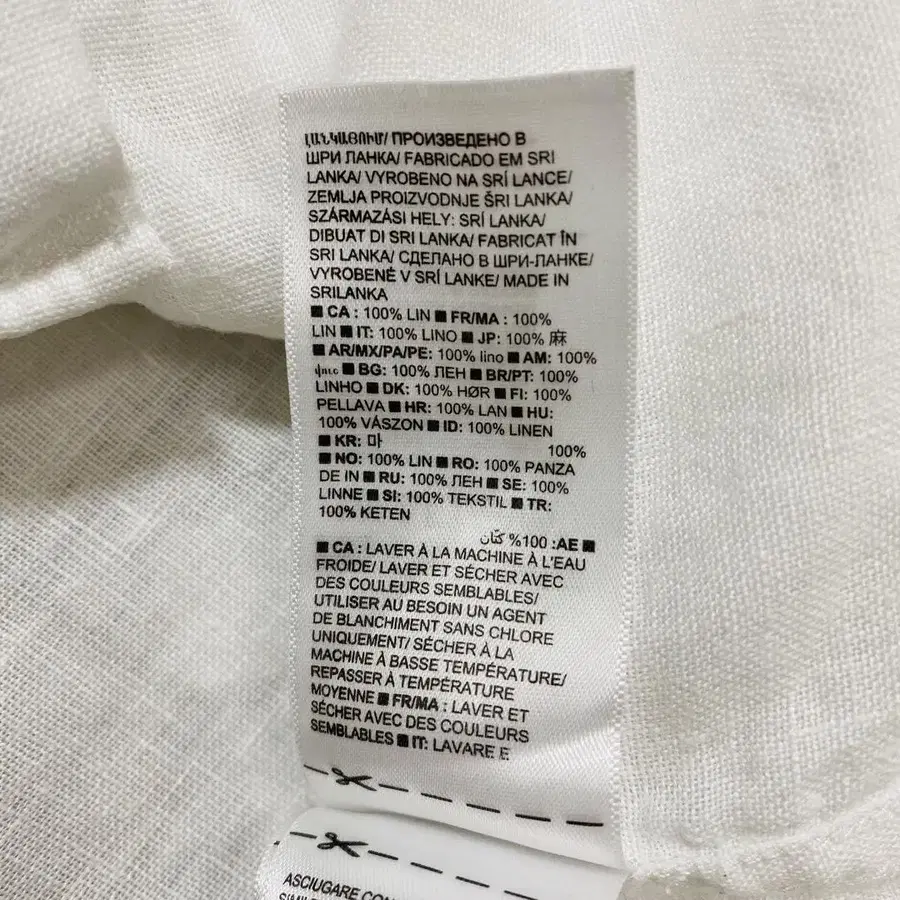 ԼԱՆԿԱՅՈՒՄ/ ПРОИЗВЕДЕНО В
ШРИ ЛАНКА/ FABRICADO EM SRI
LANKA/ VYROBENO NA SRÍ LANCE/
ZEMLJA PROIZVODNJE ŠRI LANKA/
SZÁRMAZÁSI HELY: SRÍ LANKA/
DIBUAT DI SRI LANKA/ FABRICAT ÎN
SRI LANKA/ СДЕЛАНО В ШРИ-ЛАНКЕ/
VYROBENÉ V SRÍ LANKE/ MADE IN
SRILANKA
■ CA : 100% LIN ■ FR/MA : 100%
LIN ■ IT: 100% LINO ■ JP: 100% 麻
■ AR/MX/PA/PE: 100% lino ■ AM: 100%
վուշ ■ BG: 100% ЛЕН ■ BR/PT: 100%
LINHO ■ DK: 100% HØR ■ FI: 100%
PELLAVA ■ HR: 100% LAN ■ HU:
100% VÁSZON ■ ID: 100% LINEN
■ KR: 마 100%
■ NO: 100% LIN ■ RO: 100% PANZA
DE IN ■ RU: 100% ЛЕН ■ SE: 100%
LINNE ■ SI: 100% TEKSTIL ■ TR:
100% KETEN
■ AE: 100% كتّان
■ CA : LAVER À LA MACHINE À L'EAU
FROIDE/ LAVER ET SÉCHER AVEC
DES COULEURS SEMBLABLES/
UTILISER AU BESOIN UN AGENT
DE BLANCHIMENT SANS CHLORE
UNIQUEMENT/ SÉCHER À LA
MACHINE À BASSE TEMPÉRATURE/
REPASSER À TEMPÉRATURE
MOYENNE ■ FR/MA : LAVER ET
SÉCHER AVEC DES COULEURS
SEMBLABLES ■ IT: LAVARE E
ASCIUGARE CON